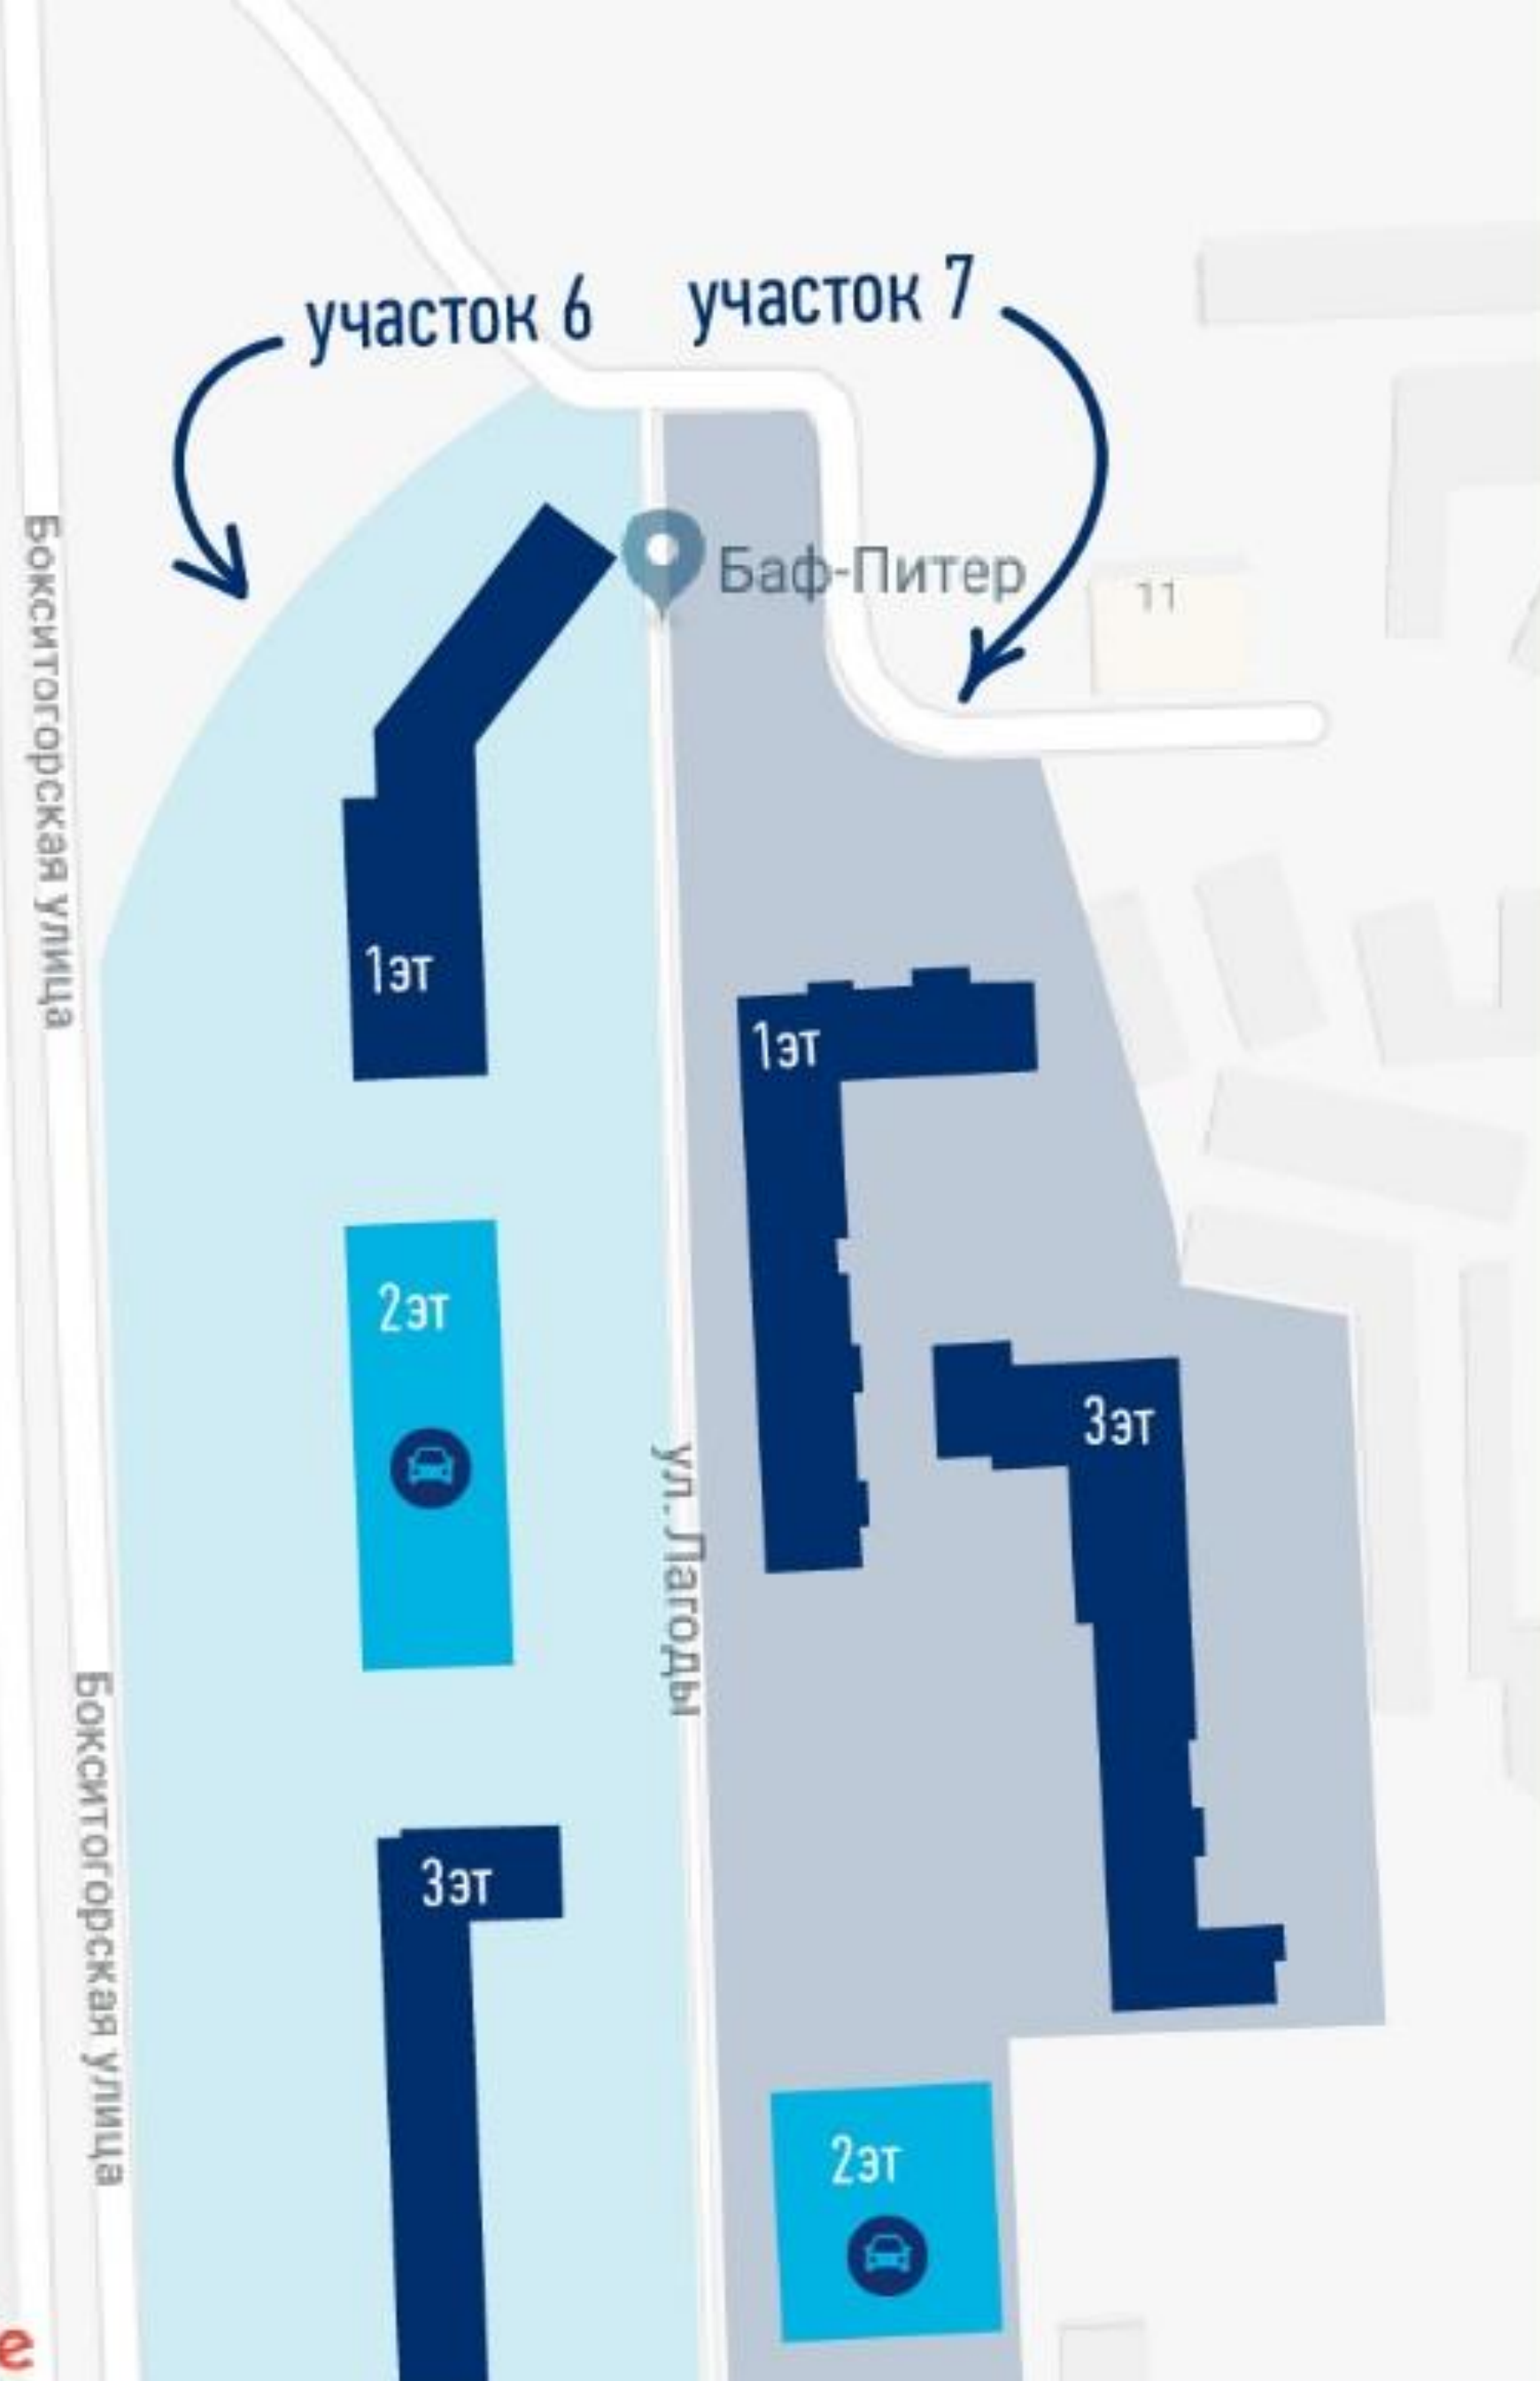 участок 6
участок 7
Баф-Питер
11
Бокситогорская улица
1эт
1эт
2эт
3эт
ул. Лагоды
Бокситогорская улица
3эт
2эт
е